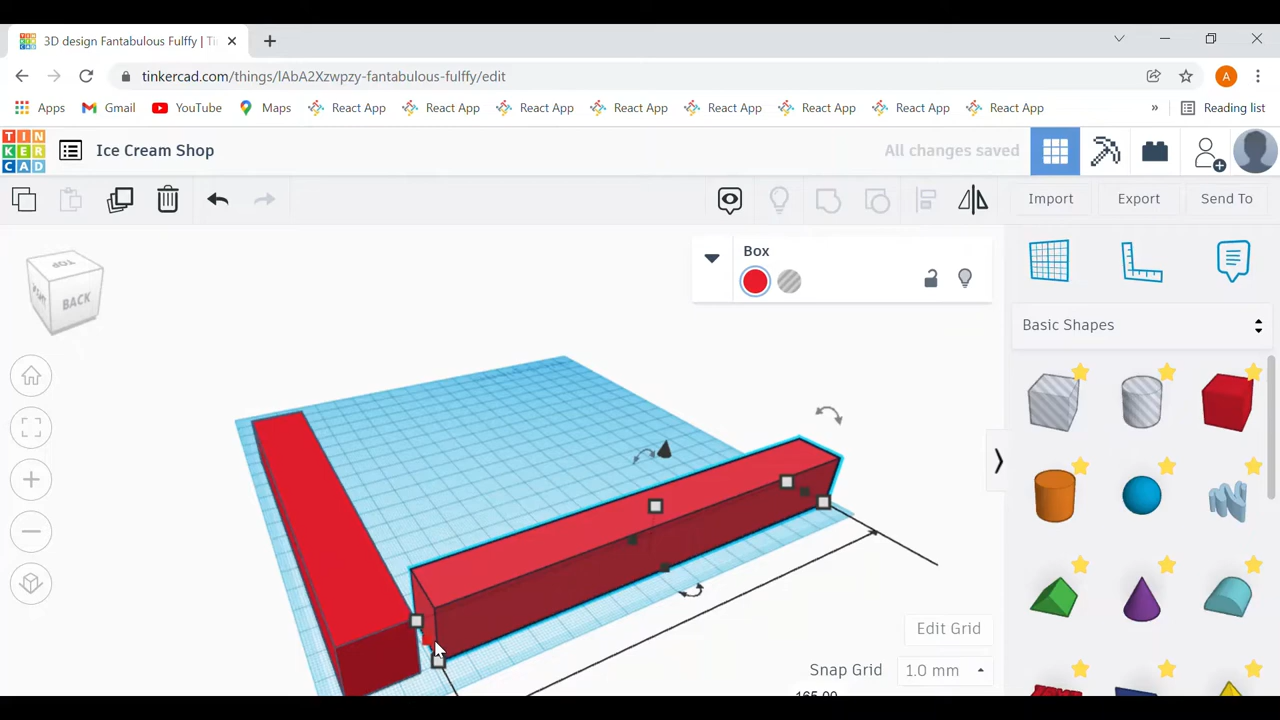 3D design Fantabulous Fulffy | Ti
tinkercad.com/things/lAbA2Xzwpzy-fantabulous-fulffy/edit
A
Apps Gmail YouTube Maps React App React App React App React App React App React App React App React App » Reading list
TIN
KER
CAD
Ice Cream Shop
All changes saved
Import Export Send To
TOP
BACK
Box
Basic Shapes
Edit Grid
Snap Grid 1.0 mm
165.00